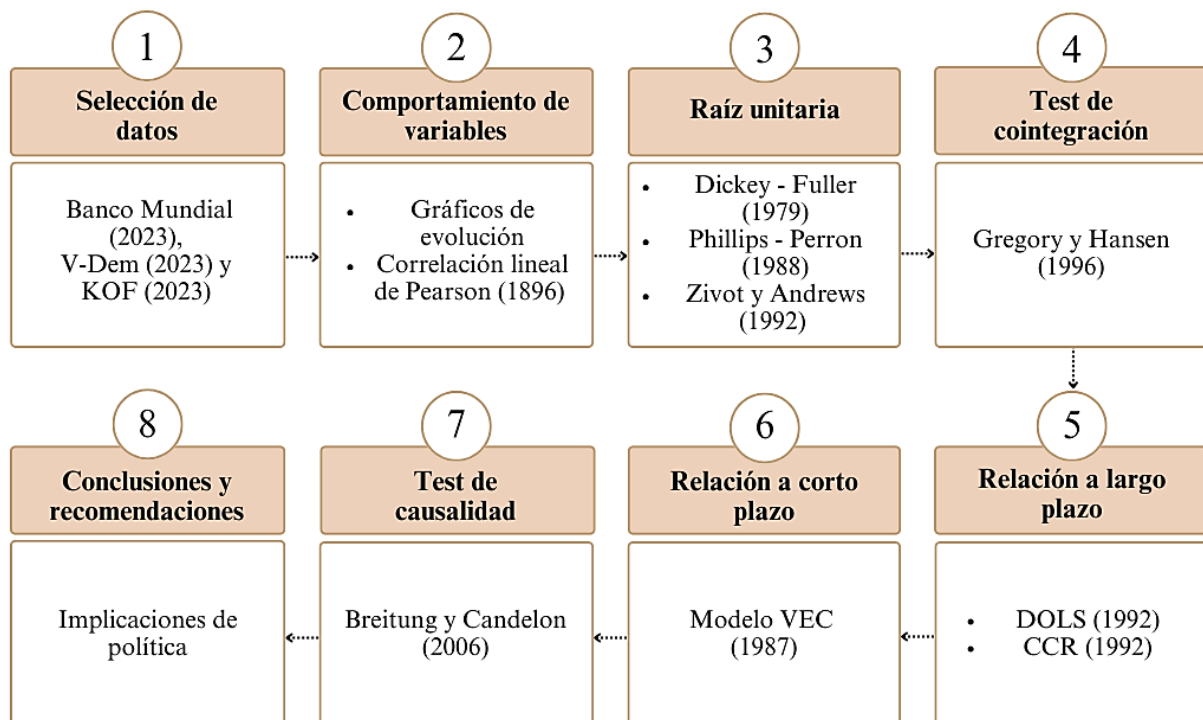 1
Selección de
datos
Banco Mundial
(2023),
V-Dem (2023) y
KOF (2023)
2
Comportamiento de
variables
• Gráficos de
evolución
• Correlación lineal
de Pearson (1896)
3
Raíz unitaria
• Dickey - Fuller
(1979)
• Phillips - Perron
(1988)
• Zivot y Andrews
(1992)
4
Test de
cointegración
Gregory y Hansen
(1996)
5
Relación a largo
plazo
• DOLS (1992)
• CCR (1992)
6
Relación a corto
plazo
Modelo VEC
(1987)
7
Test de
causalidad
Breitung y Candelon
(2006)
8
Conclusiones y
recomendaciones
Implicaciones de
política